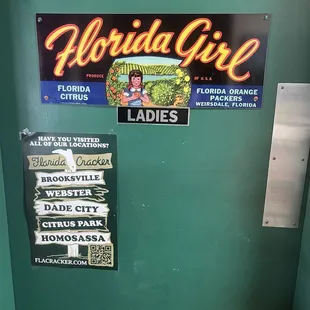 Florida Girl
PRODUCE OF U.S.A
FLORIDA
CITRUS
FLORIDA ORANGE
PACKERS
WEIRSDALE, FLORIDA
LADIES
HAVE YOU VISITED
ALL OF OUR LOCATIONS?
Florida Cracker
BROOKSVILLE
WEBSTER
DADE CITY
CITRUS PARK
HOMOSASSA
FLACRACKER.COM